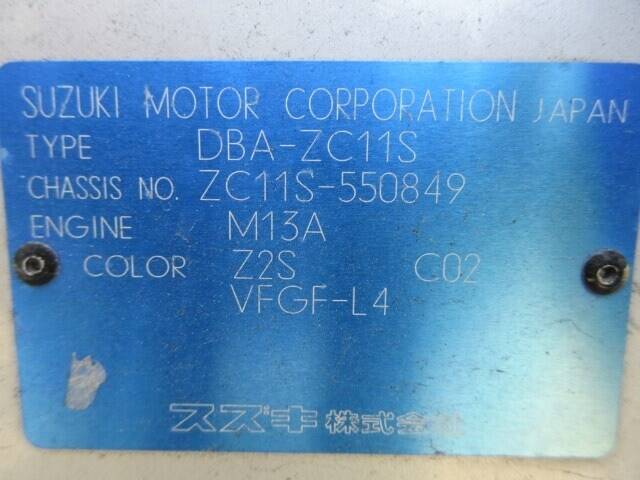 SUZUKI MOTOR CORPORATION JAPAN
TYPE DBA-ZC11S
CHASSIS NO. ZC11S-550849
ENGINE M13A
COLOR Z2S C02
VFGF-L4
スズキ株式会社